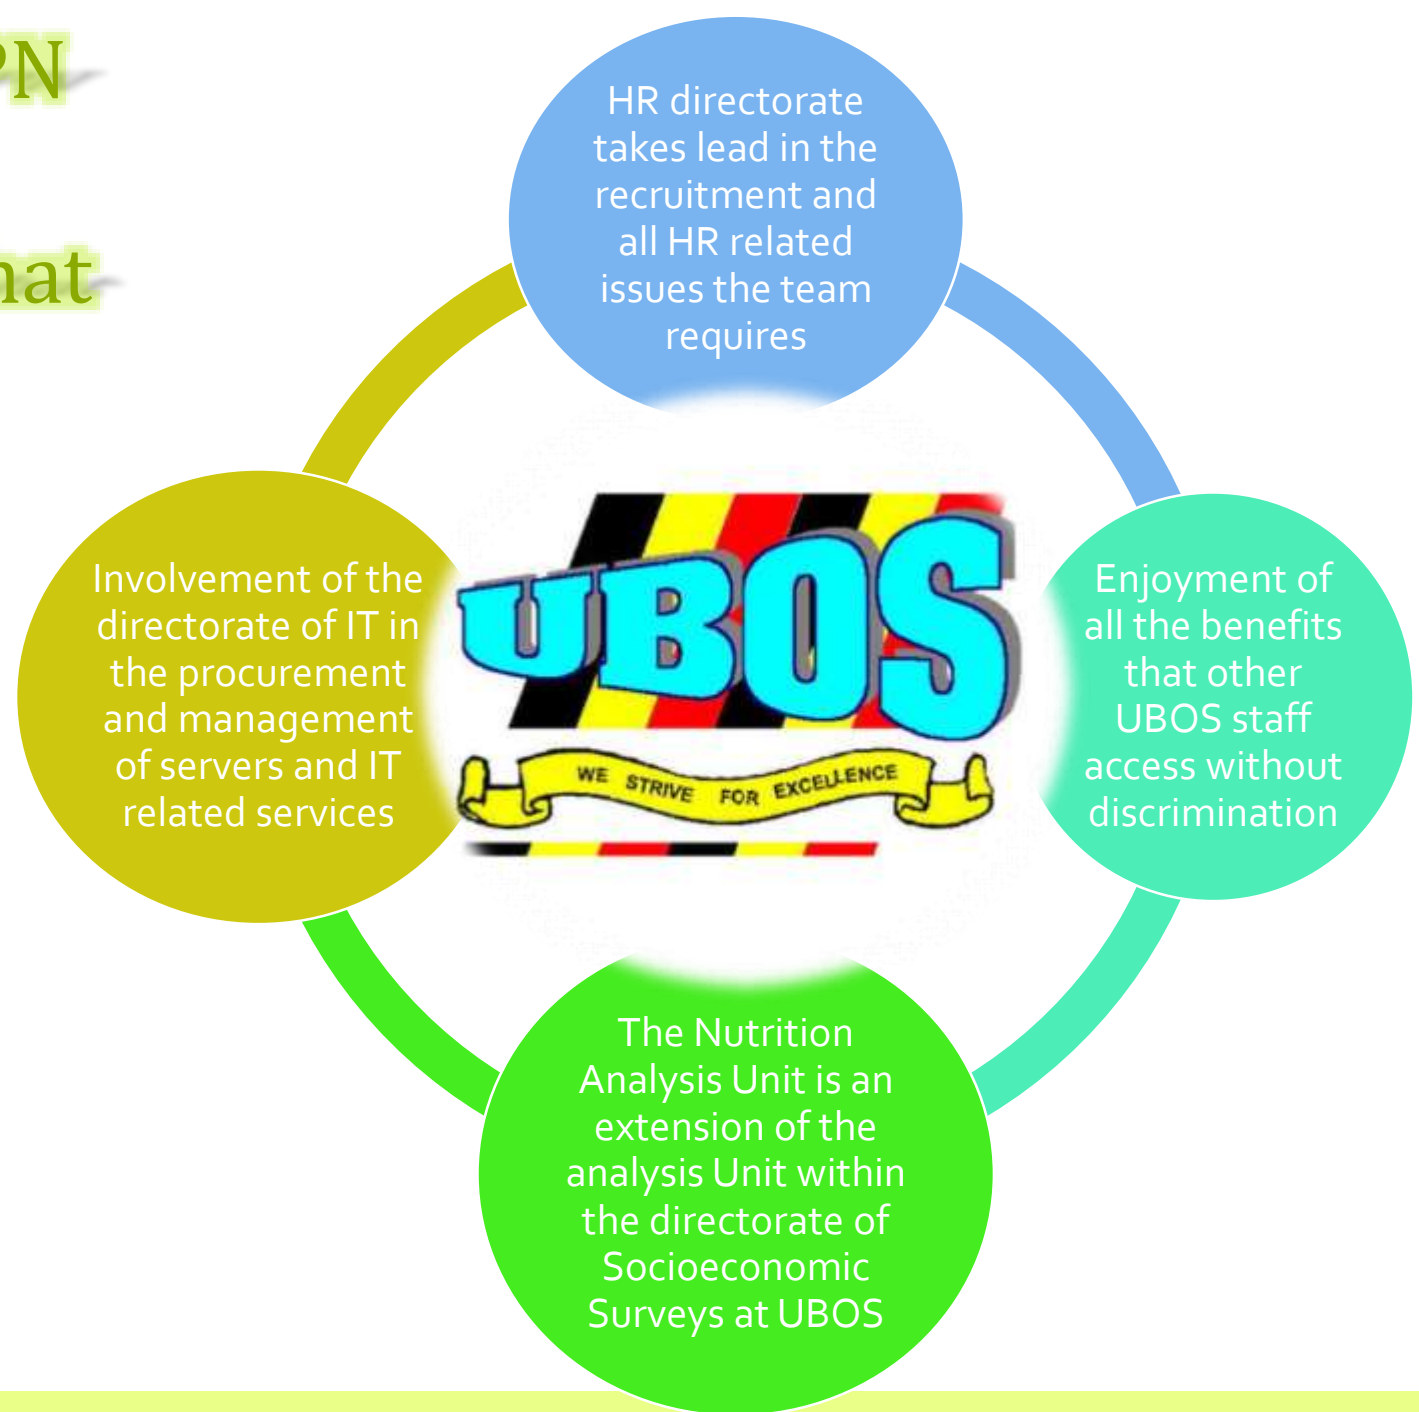 PN
hat
HR directorate
takes lead in the
recruitment and
all HR related
issues the team
requires
Involvement of the
directorate of IT in
the procurement
and management
of servers and IT
related services
UBOS
WE STRIVE FOR EXCELLENCE
Enjoyment of
all the benefits
that other
UBOS staff
access without
discrimination
The Nutrition
Analysis Unit is an
extension of the
analysis Unit within
the directorate of
Socioeconomic
Surveys at UBOS